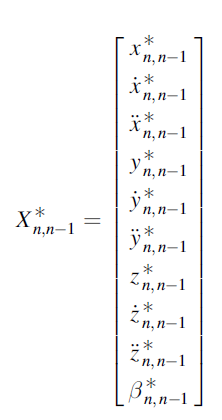 X*n,n−1 =
x*n,n−1
ẋ*n,n−1
ẍ*n,n−1
y*n,n−1
ẏ*n,n−1
ÿ*n,n−1
z*n,n−1
ż*n,n−1
z̈*n,n−1
β*n,n−1